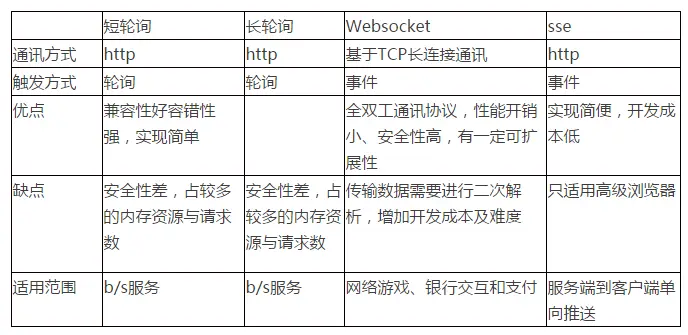 短轮询 长轮询 Websocket sse
通讯方式 http http 基于TCP长连接通讯 http
触发方式 轮询 轮询 事件 事件
优点 兼容性好容错性 全双工通讯协议，性能开销 实现简便，开发成
强，实现简单 小、安全性高，有一定可扩 本低
展性
缺点 安全性差，占较多 安全性差，占 传输数据需要进行二次解 只适用高级浏览器
的内存资源与请求 较多的内存资 析，增加开发成本及难度
数 源与请求数
适用范围 b/s服务 b/s服务 网络游戏、银行交互和支付 服务端到客户端单
向推送